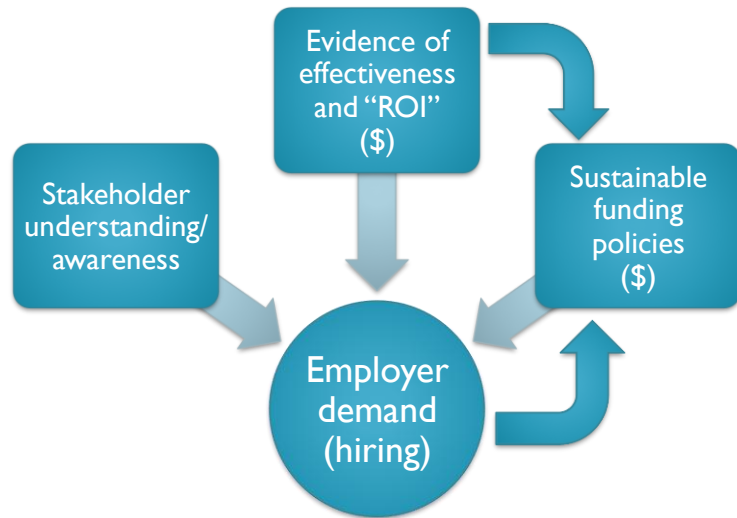 Evidence of
effectiveness
and “ROI”
($)
Stakeholder
understanding/
awareness
Sustainable
funding
policies
($)
Employer
demand
(hiring)